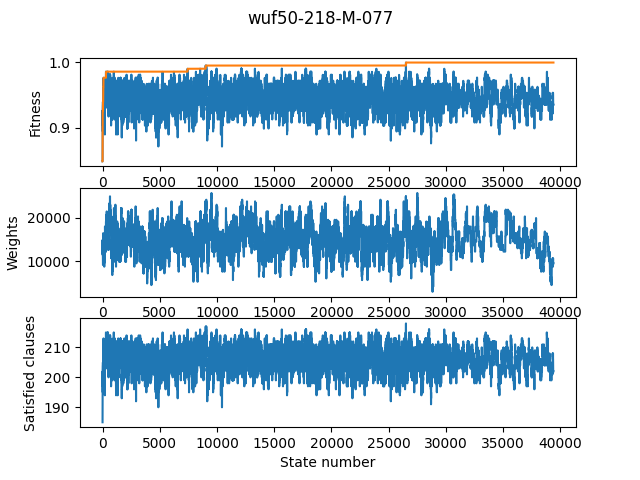 wuf50-218-M-077
1.0
0.9
Fitness
0 5000 10000 15000 20000 25000 30000 35000 40000
20000
10000
Weights
0 5000 10000 15000 20000 25000 30000 35000 40000
210
200
190
Satisfied clauses
0 5000 10000 15000 20000 25000 30000 35000 40000
State number